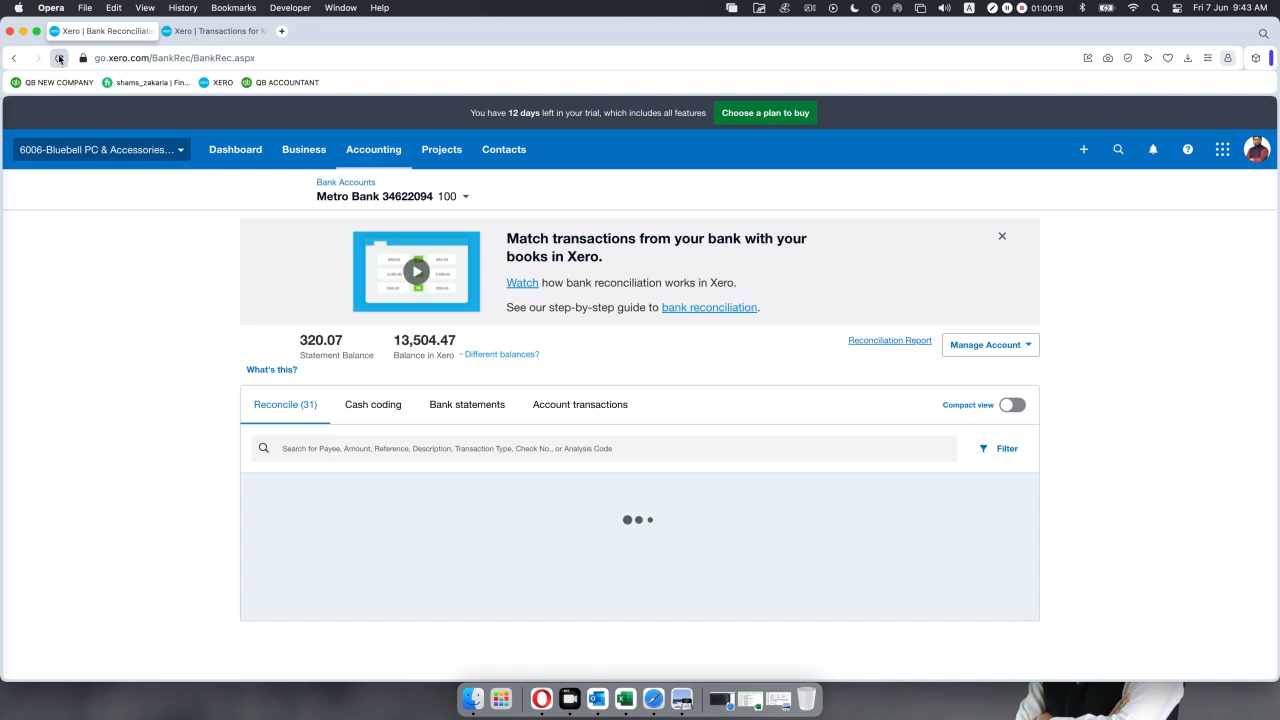 Opera File Edit View History Bookmarks Developer Window Help
01:00:18
Fri 7 Jun 9:43 AM
Xero | Bank Reconciliatio
Xero | Transactions for M
go.xero.com/BankRec/BankRec.aspx
QB NEW COMPANY
shams_zakaria | Fin...
XERO
QB ACCOUNTANT
You have 12 days left in your trial, which includes all features
Choose a plan to buy
6006-Bluebell PC & Accessories...
Dashboard
Business
Accounting
Projects
Contacts
Bank Accounts
Metro Bank 34622094 100
Match transactions from your bank with your
books in Xero.
Watch how bank reconciliation works in Xero.
See our step-by-step guide to bank reconciliation.
320.07
Statement Balance
13,504.47
Balance in Xero
Different balances?
What's this?
Reconciliation Report
Manage Account
Reconcile (31)
Cash coding
Bank statements
Account transactions
Compact view
Search for Payee, Amount, Reference, Description, Transaction Type, Check No., or Analysis Code
Filter